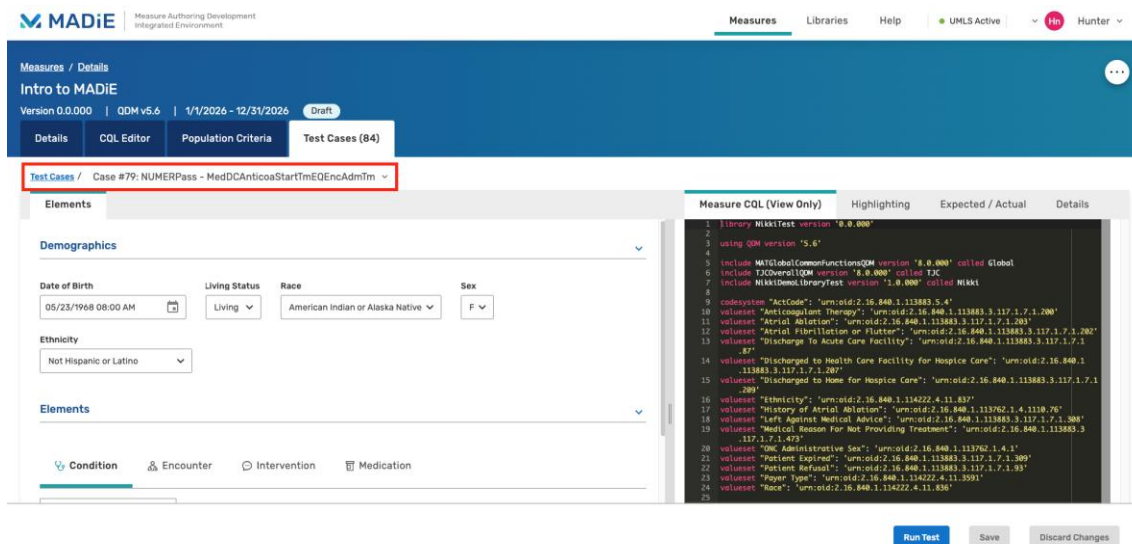 MADiE
Measure Authoring Development
Integrated Environment
Measures
Libraries
Help
UMLS Active
Hn
Hunter
Measures / Details
Intro to MADiE
Version 0.0.000 | QDM v5.6 | 1/1/2026 - 12/31/2026 Draft
Details
CQL Editor
Population Criteria
Test Cases (84)
Test Cases / Case #79: NUMERPass - MedDCAnticoaStartTmEQEncAdmTm
Elements
Demographics
Date of Birth
Living Status
Race
Sex
05/23/1968 08:00 AM
Living
American Indian or Alaska Native
F
Ethnicity
Not Hispanic or Latino
Elements
Condition
Encounter
Intervention
Medication
Measure CQL (View Only)
Highlighting
Expected / Actual
Details
1 library NikkiTest version '0.0.000'
2
3 using QDM version '5.6'
4
5 include MATGlobalCommonFunctionsQDM version '8.0.000' called Global
6 include TJCOverallQDM version '8.0.000' called TJC
7 include NikkiDemoLibraryTest version '1.0.000' called Nikki
8
9 codesystem "ActCode": 'urn:oid:2.16.840.1.113883.5.4'
10 valueset "Anticoagulant Therapy": 'urn:oid:2.16.840.1.113883.3.117.1.7.1.200'
11 valueset "Atrial Ablation": 'urn:oid:2.16.840.1.113883.3.117.1.7.1.203'
12 valueset "Atrial Fibrillation or Flutter": 'urn:oid:2.16.840.1.113883.3.117.1.7.1.202'
13 valueset "Discharge To Acute Care Facility": 'urn:oid:2.16.840.1.113883.3.117.1.7.1
.87'
14 valueset "Discharged to Health Care Facility for Hospice Care": 'urn:oid:2.16.840.1
.113883.3.117.1.7.1.207'
15 valueset "Discharged to Home for Hospice Care": 'urn:oid:2.16.840.1.113883.3.117.1.7.1
.209'
16 valueset "Ethnicity": 'urn:oid:2.16.840.1.114222.4.11.837'
17 valueset "History of Atrial Ablation": 'urn:oid:2.16.840.1.113762.1.4.1110.76'
18 valueset "Left Against Medical Advice": 'urn:oid:2.16.840.1.113883.3.117.1.7.1.308'
19 valueset "Medical Reason For Not Providing Treatment": 'urn:oid:2.16.840.1.113883.3
.117.1.7.1.473'
20 valueset "ONC Administrative Sex": 'urn:oid:2.16.840.1.113762.1.4.1'
21 valueset "Patient Expired": 'urn:oid:2.16.840.1.113883.3.117.1.7.1.309'
22 valueset "Patient Refusal": 'urn:oid:2.16.840.1.113883.3.117.1.7.1.93'
23 valueset "Payer Type": 'urn:oid:2.16.840.1.114222.4.11.3591'
24 valueset "Race": 'urn:oid:2.16.840.1.114222.4.11.836'
25
Run Test
Save
Discard Changes